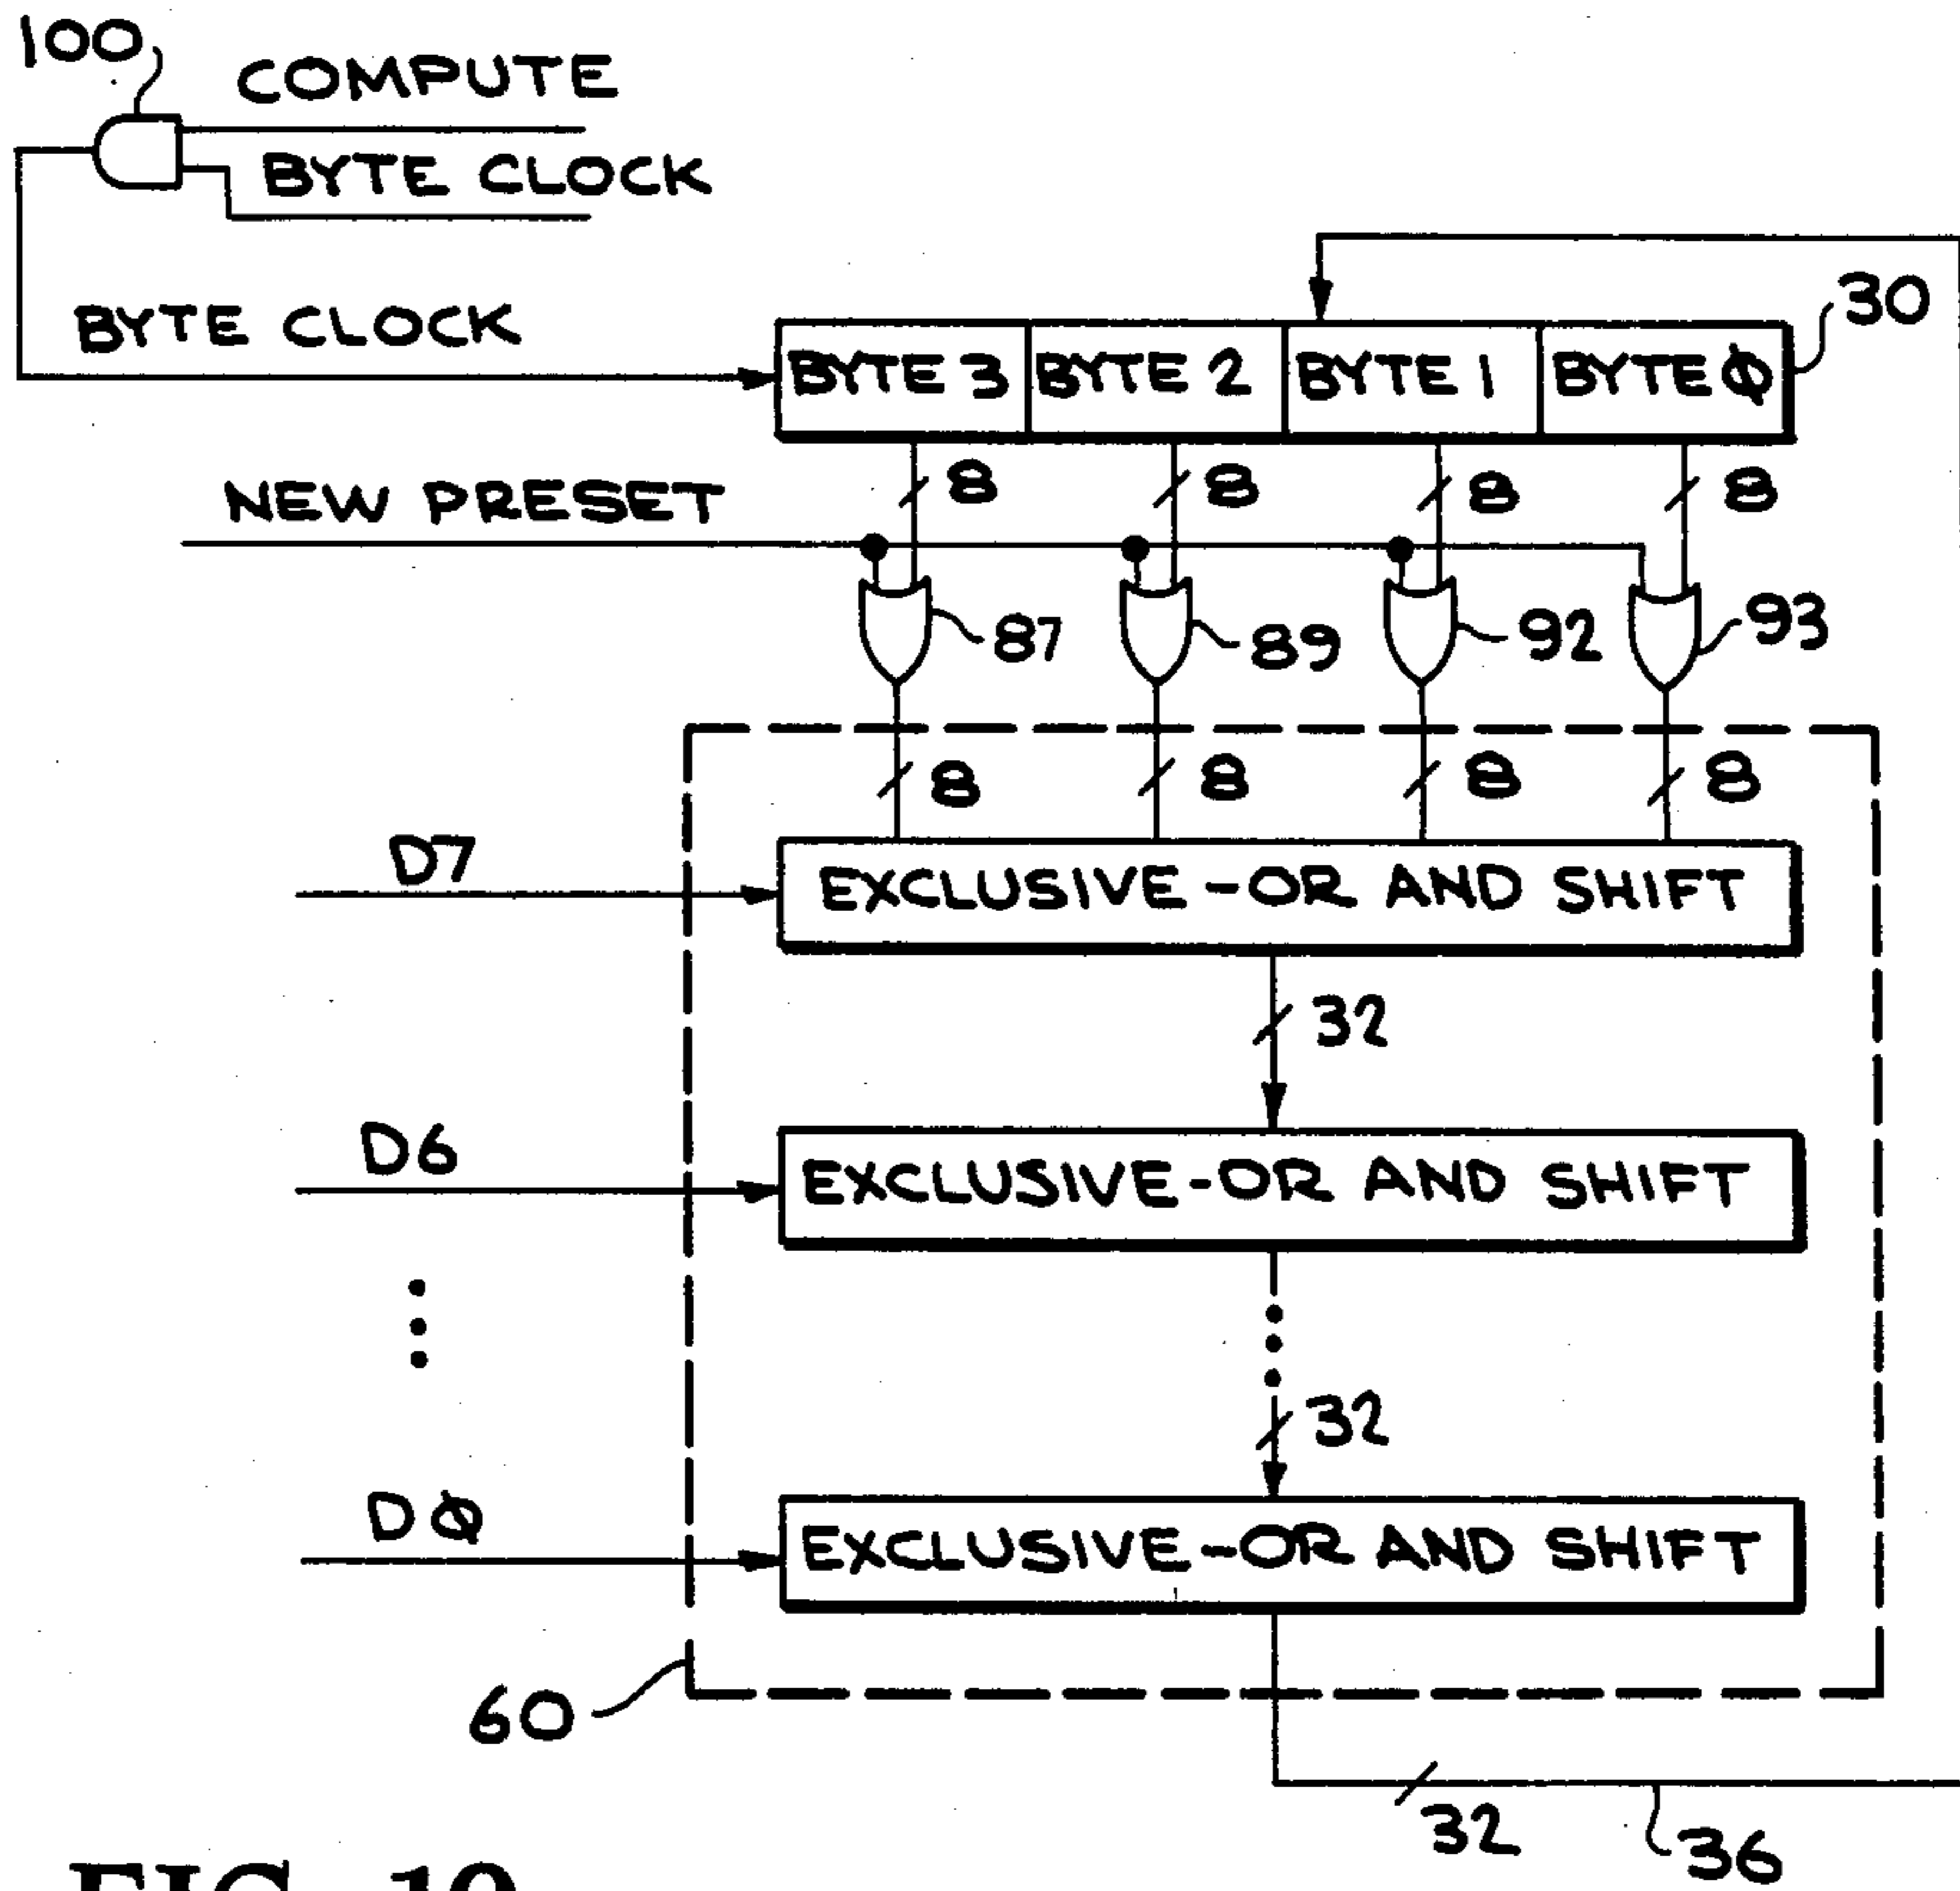 100
COMPUTE
BYTE CLOCK
BYTE CLOCK
30
BYTE 3 BYTE 2 BYTE 1 BYTE Φ
NEW PRESET
8 8 8 8
87 89 92 93
8 8 8 8
D7
EXCLUSIVE-OR AND SHIFT
32
D6
EXCLUSIVE-OR AND SHIFT
32
DΦ
EXCLUSIVE-OR AND SHIFT
60
32
36